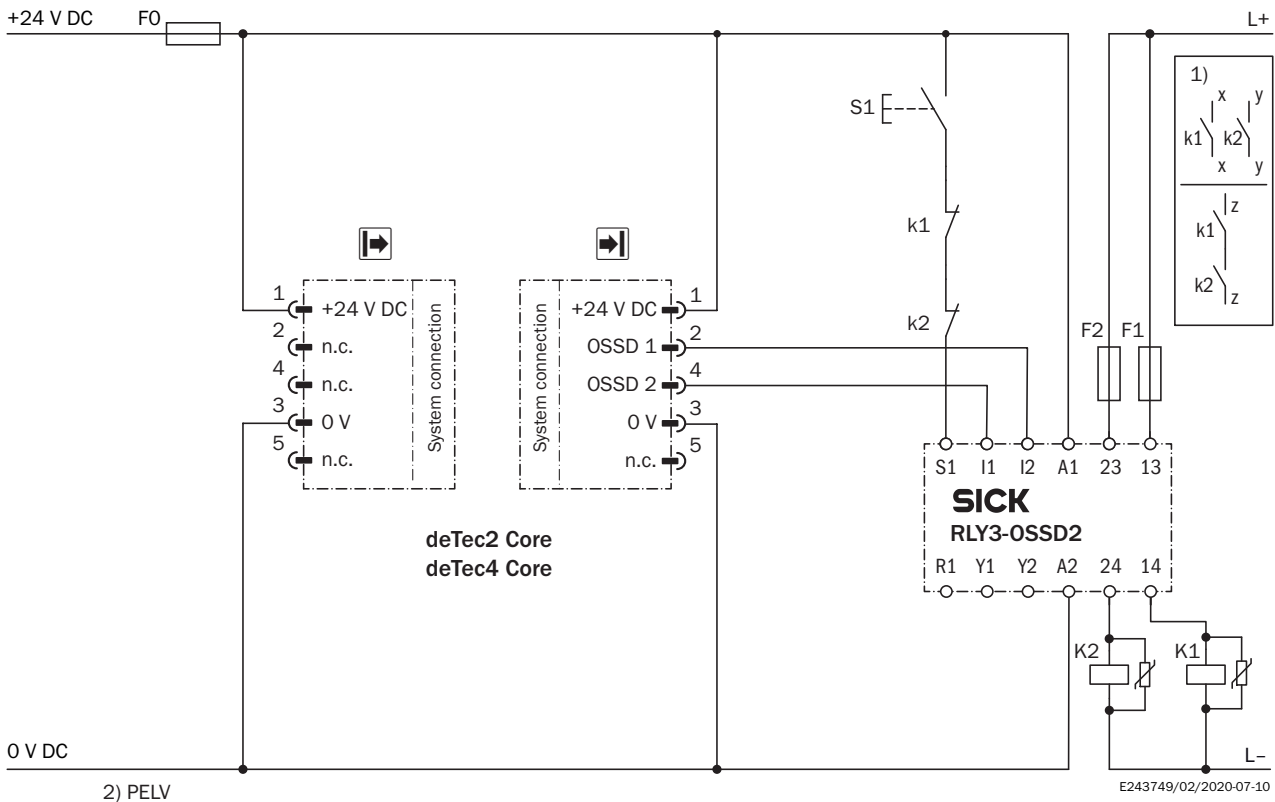 +24 V DC
F0
L+
1)
x y
k1 k2
x y
z
k1
k2
z
S1
k1
k2
F2 F1
1 +24 V DC
2 n.c.
4 n.c.
3 0 V
5 n.c.
System connection
System connection
+24 V DC 1
OSSD 1 2
OSSD 2 4
0 V 3
n.c. 5
deTec2 Core
deTec4 Core
S1 I1 I2 A1 23 13
SICK
RLY3-OSSD2
R1 Y1 Y2 A2 24 14
K2 K1
0 V DC
L–
2) PELV
E243749/02/2020-07-10